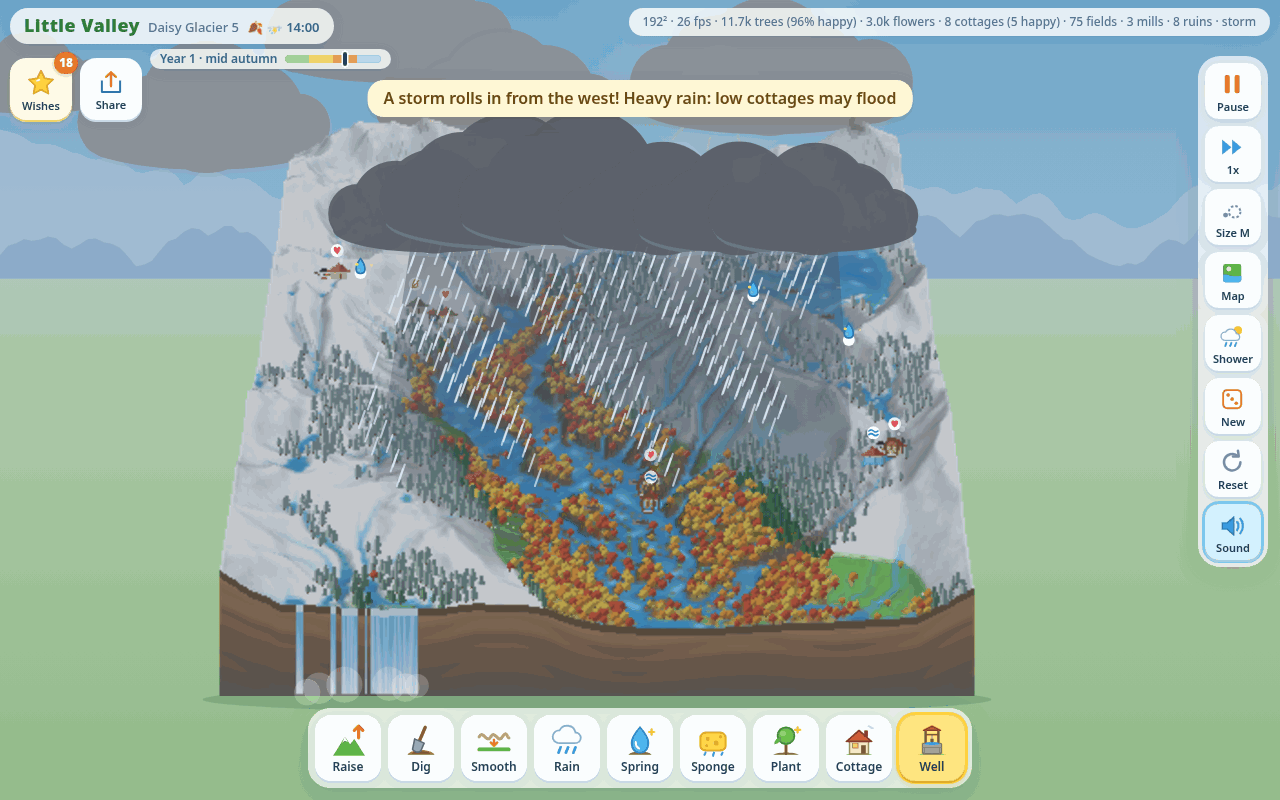 Little Valley Daisy Glacier 5 14:00
192² · 26 fps · 11.7k trees (96% happy) · 3.0k flowers · 8 cottages (5 happy) · 75 fields · 3 mills · 8 ruins · storm
Year 1 · mid autumn
18
Wishes
Share
A storm rolls in from the west! Heavy rain: low cottages may flood
Pause
1x
Size M
Map
Shower
New
Reset
Sound
Raise
Dig
Smooth
Rain
Spring
Sponge
Plant
Cottage
Well